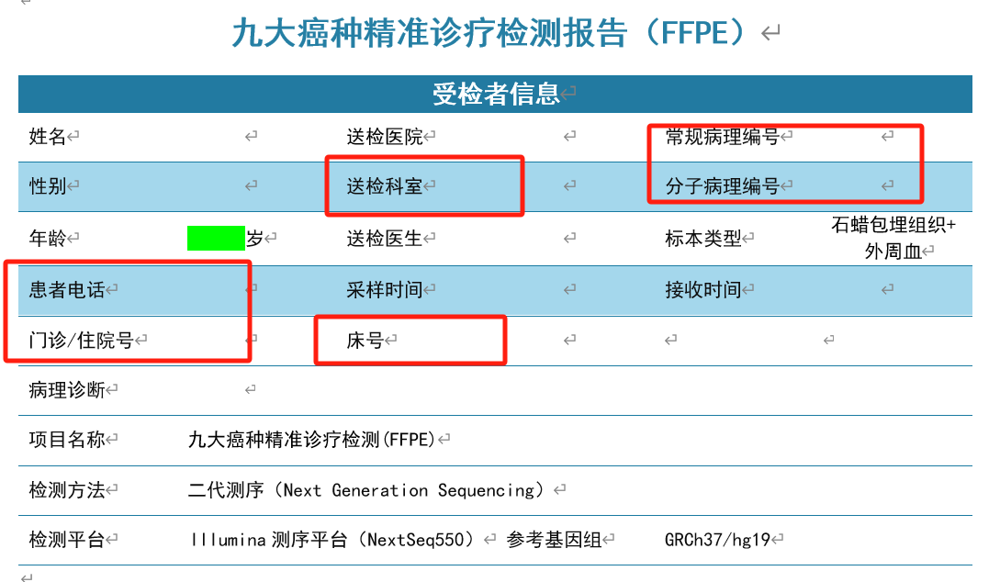 九大癌种精准诊疗检测报告（FFPE）
受检者信息
姓名 送检医院 常规病理编号
性别 送检科室 分子病理编号
年龄 岁 送检医生 标本类型 石蜡包埋组织+
外周血
患者电话 采样时间 接收时间
门诊/住院号 床号
病理诊断
项目名称 九大癌种精准诊疗检测(FFPE)
检测方法 二代测序（Next Generation Sequencing）
检测平台 Illumina 测序平台（NextSeq550） 参考基因组 GRCh37/hg19